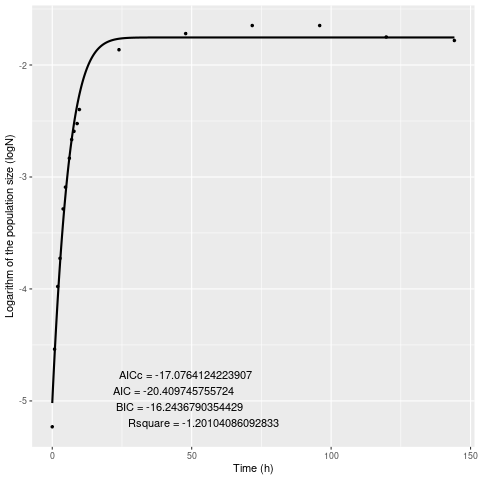 Logarithm of the population size (logN)
-2
-3
-4
-5
AICc = -17.0764124223907
AIC = -20.409745755724
BIC = -16.2436790354429
Rsquare = -1.20104086092833
0 50 100 150
Time (h)